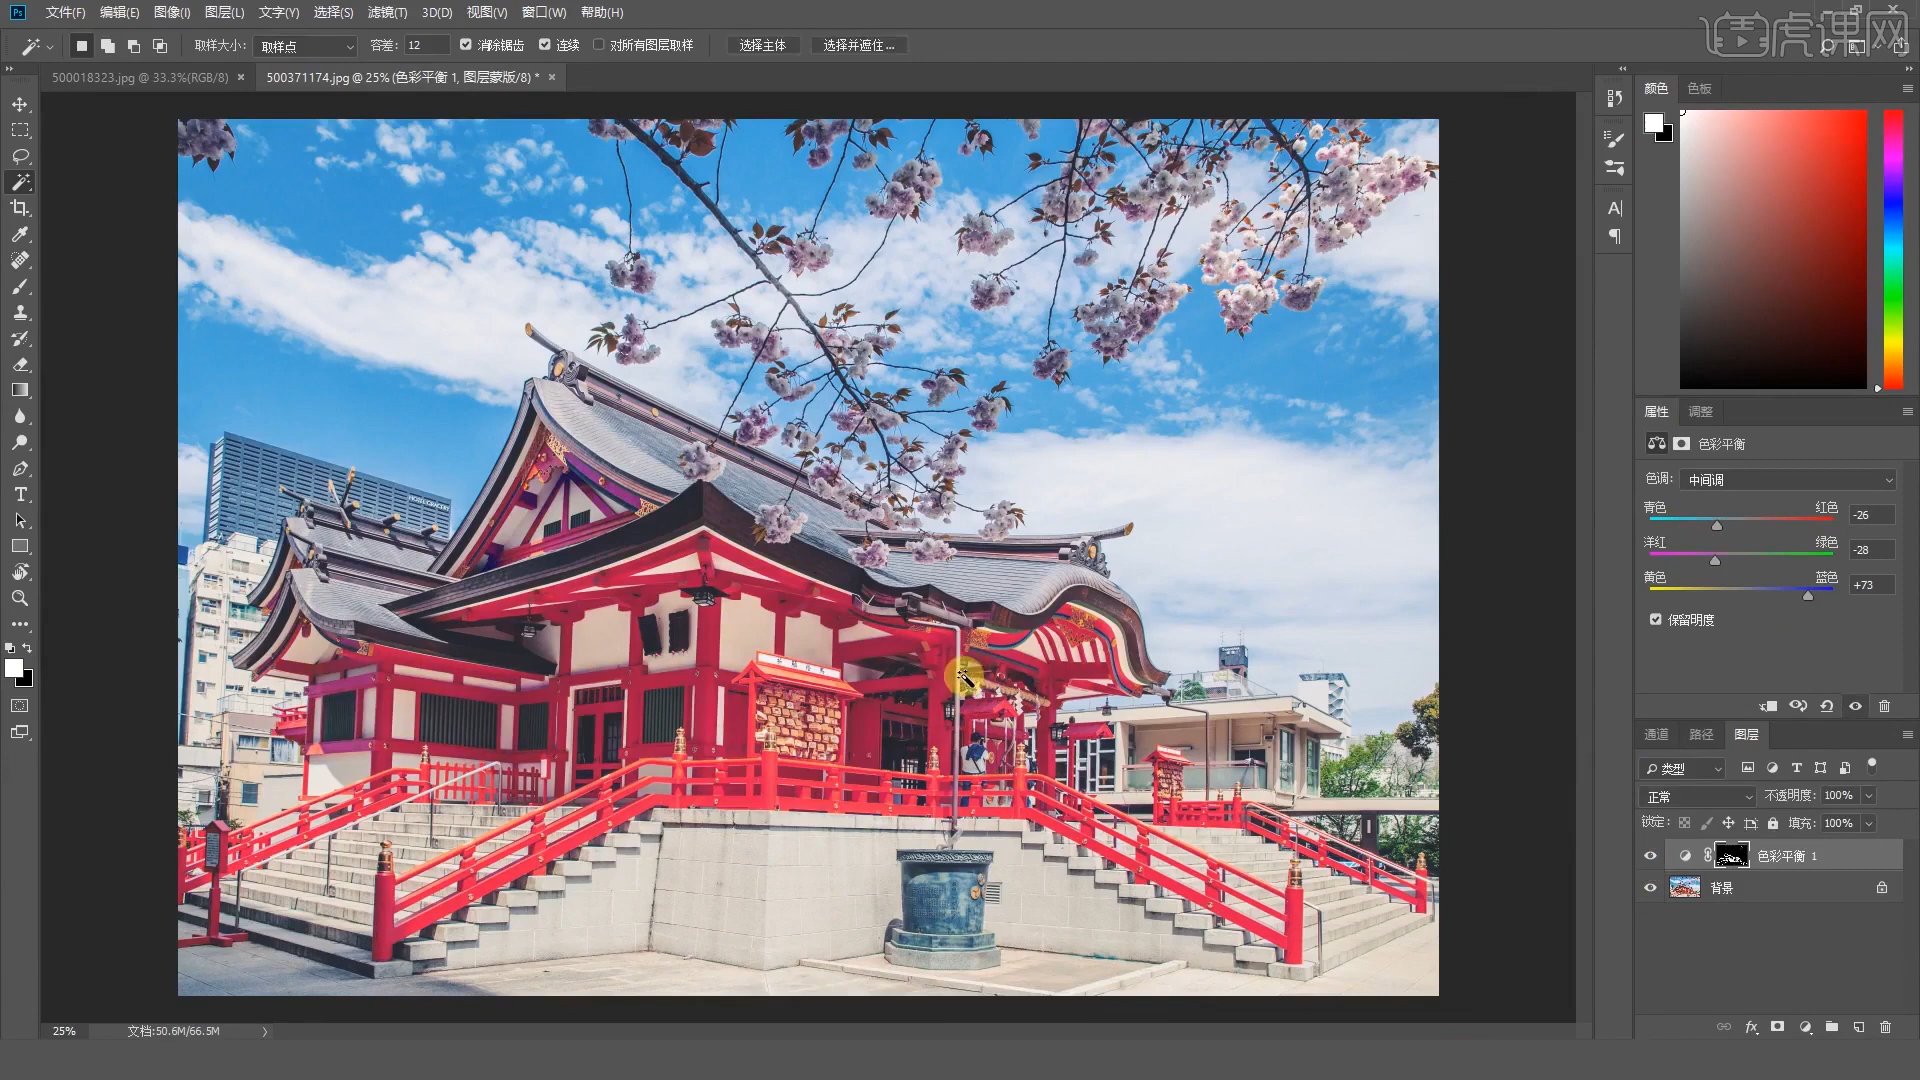 Ps 文件(F) 编辑(E) 图像(I) 图层(L) 文字(Y) 选择(S) 滤镜(T) 3D(D) 视图(V) 窗口(W) 帮助(H)
虎课网
取样大小: 取样点 容差: 12 消除锯齿 连续 对所有图层取样 选择主体 选择并遮住 ...
500018323.jpg @ 33.3%(RGB/8) × 500371174.jpg @ 25% (色彩平衡 1, 图层蒙版/8) * ×
颜色 色板
属性 调整
色彩平衡
色调: 中间调
青色 红色 -26
洋红 绿色 -28
黄色 蓝色 +73
保留明度
通道 路径 图层
类型
正常 不透明度: 100%
锁定: 填充: 100%
色彩平衡 1
背景
25% 文档:50.6M/66.5M